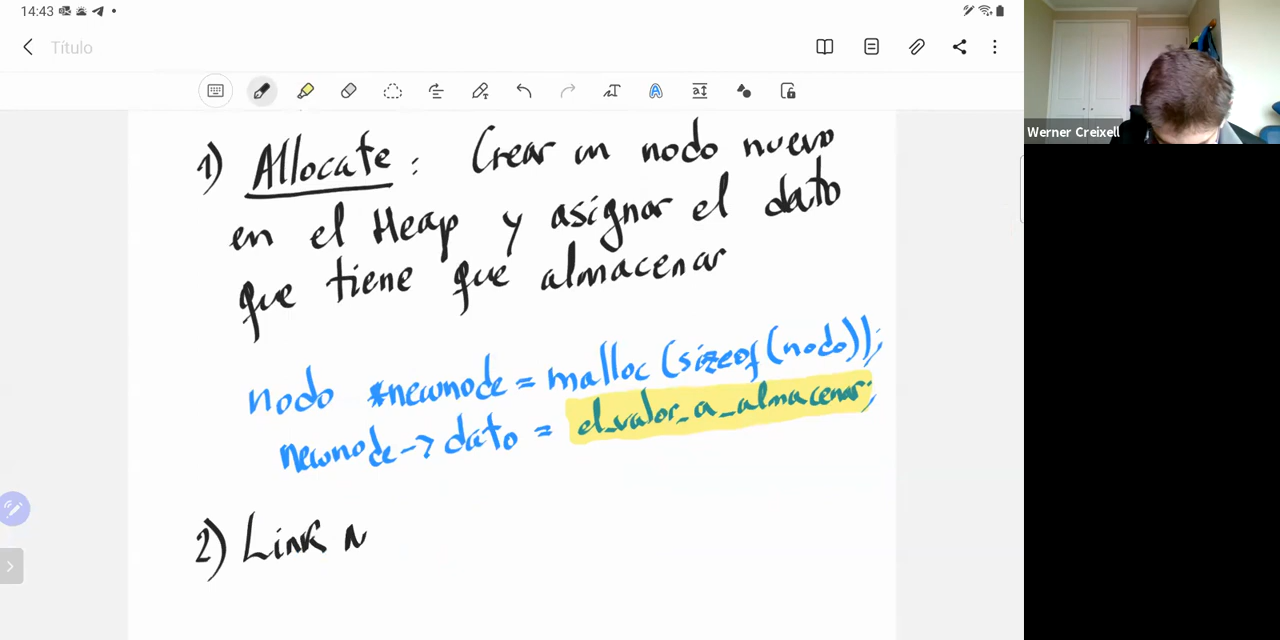 14:43
Título
1) Allocate : Crear un nodo nuevo
en el Heap y asignar el dato
que tiene que almacenar
nodo *newnode = malloc (sizeof(nodo));
newnode -> dato = el_valor_a_almacenar;
2) Link N
Werner Creixell